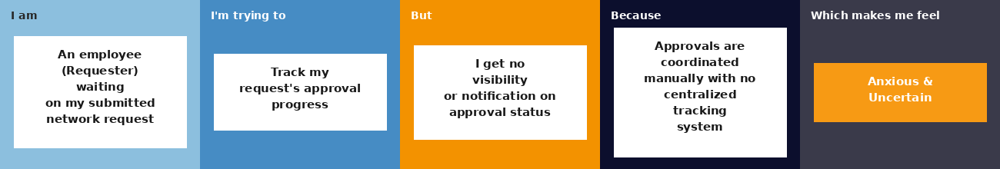 I am
An employee
(Requester)
waiting
on my submitted
network request
I'm trying to
Track my
request's approval
progress
But
I get no
visibility
or notification on
approval status
Because
Approvals are
coordinated
manually with no
centralized
tracking
system
Which makes me feel
Anxious &
Uncertain